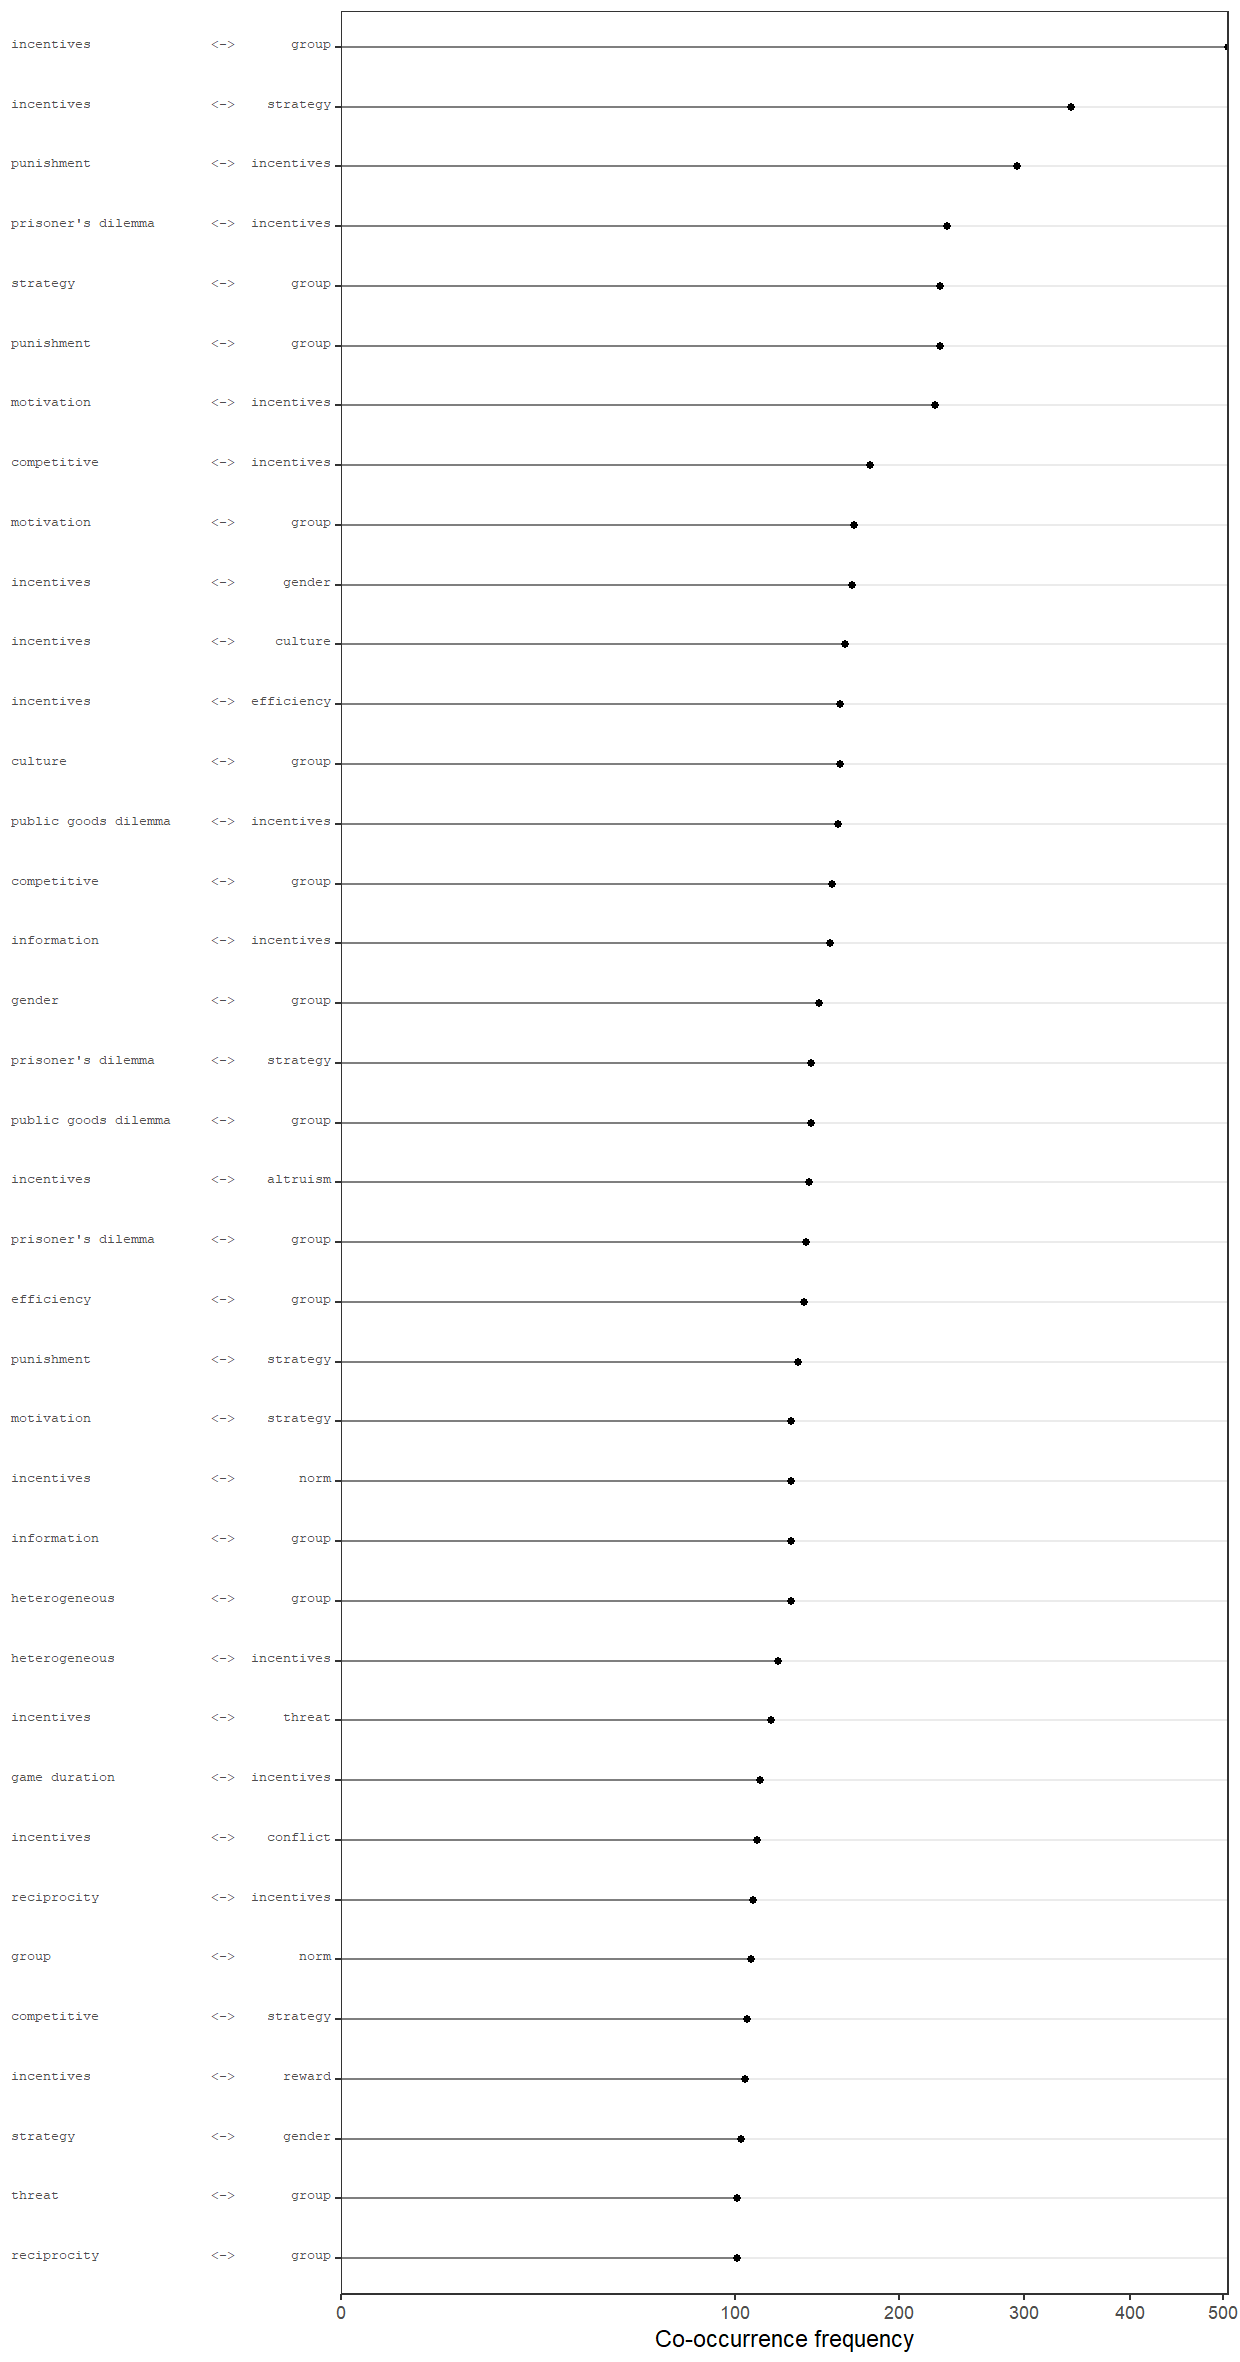 incentives <-> group
incentives <-> strategy
punishment <-> incentives
prisoner's dilemma <-> incentives
strategy <-> group
punishment <-> group
motivation <-> incentives
competitive <-> incentives
motivation <-> group
incentives <-> gender
incentives <-> culture
incentives <-> efficiency
culture <-> group
public goods dilemma <-> incentives
competitive <-> group
information <-> incentives
gender <-> group
prisoner's dilemma <-> strategy
public goods dilemma <-> group
incentives <-> altruism
prisoner's dilemma <-> group
efficiency <-> group
punishment <-> strategy
motivation <-> strategy
incentives <-> norm
information <-> group
heterogeneous <-> group
heterogeneous <-> incentives
incentives <-> threat
game duration <-> incentives
incentives <-> conflict
reciprocity <-> incentives
group <-> norm
competitive <-> strategy
incentives <-> reward
strategy <-> gender
threat <-> group
reciprocity <-> group
0 100 200 300 400 500
Co-occurrence frequency